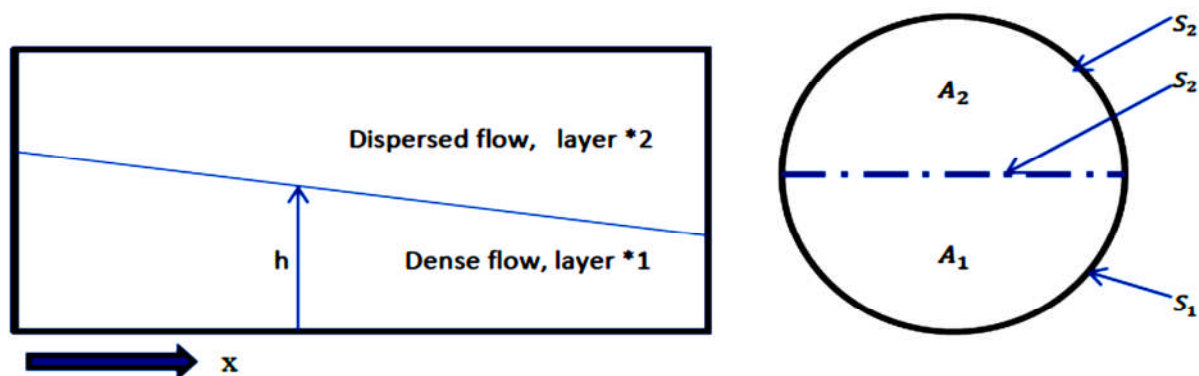 Dispersed flow, layer *2
h
Dense flow, layer *1
x
A₂
A₁
S₂
S₂
S₁